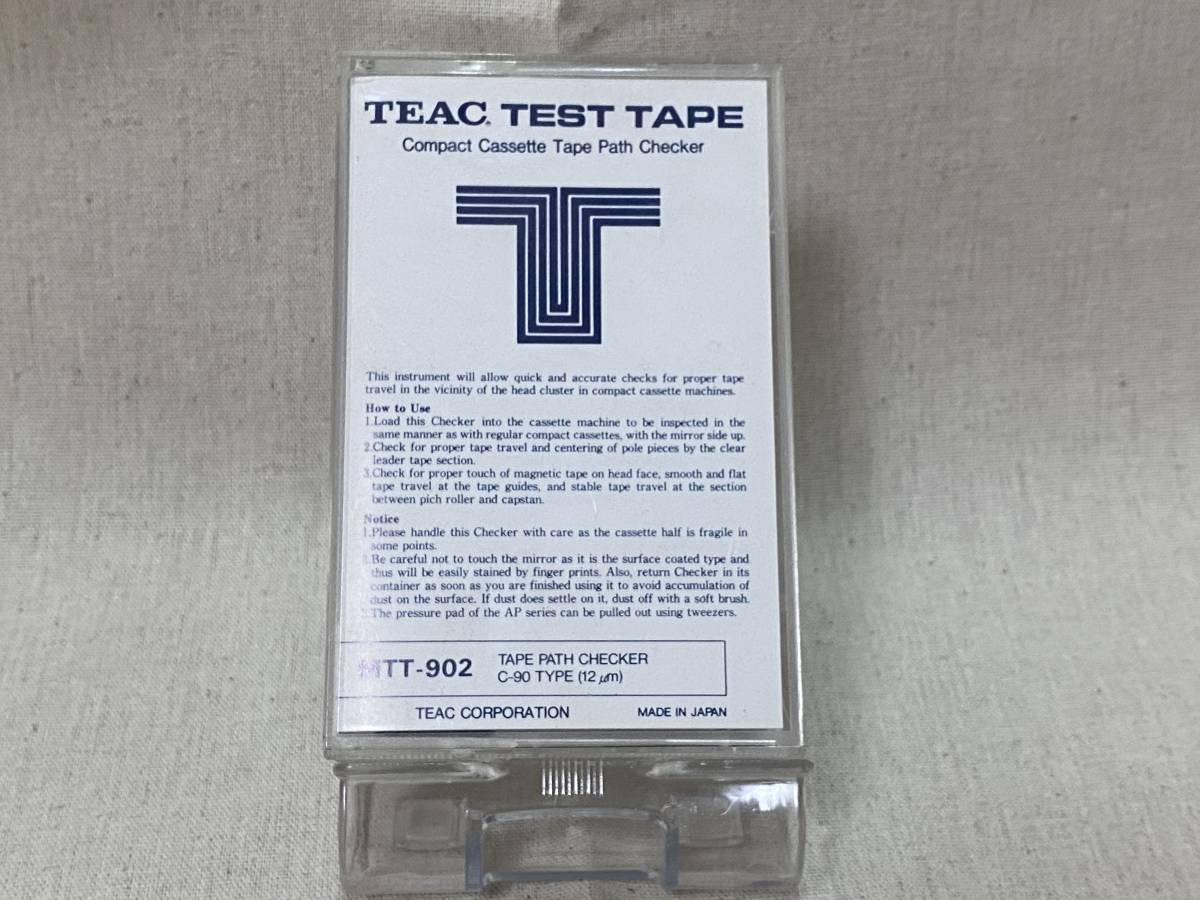 TEAC TEST TAPE
Compact Cassette Tape Path Checker
This instrument will allow quick and accurate checks for proper tape
travel in the vicinity of the head cluster in compact cassette machines.
How to Use
1.Load this Checker into the cassette machine to be inspected in the
same manner as with regular compact cassettes, with the mirror side up.
2.Check for proper tape travel and centering of pole pieces by the clear
leader tape section.
3.Check for proper touch of magnetic tape on head face, smooth and flat
tape travel at the tape guides, and stable tape travel at the section
between pich roller and capstan.
Notice
1.Please handle this Checker with care as the cassette half is fragile in
some points.
2.Be careful not to touch the mirror as it is the surface coated type and
thus will be easily stained by finger prints. Also, return Checker in its
container as soon as you are finished using it to avoid accumulation of
dust on the surface. If dust does settle on it, dust off with a soft brush.
3.The pressure pad of the AP series can be pulled out using tweezers.
MTT-902 TAPE PATH CHECKER
C-90 TYPE (12 μm)
TEAC CORPORATION MADE IN JAPAN